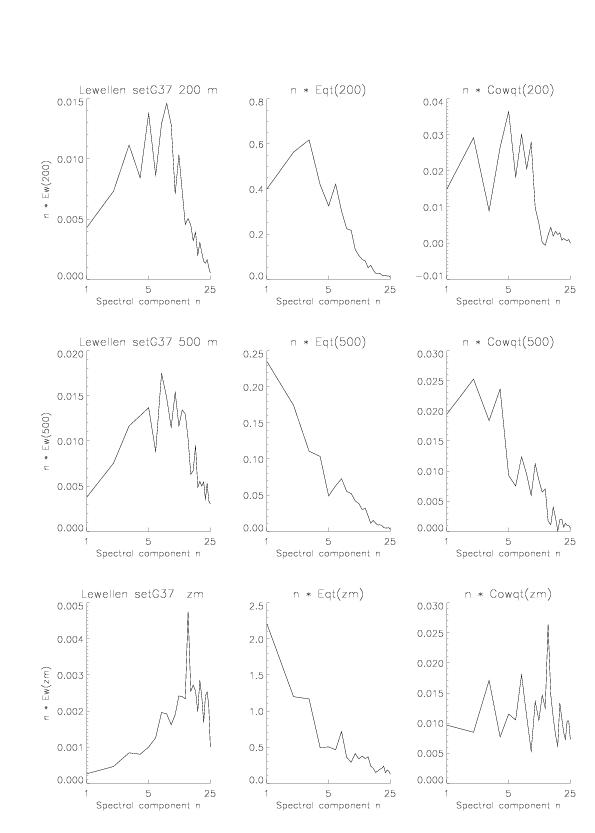 Lewellen setG37 200 m n * Eqt(200) n * Cowqt(200)
0.015 0.8 0.04
0.03
0.6
0.010
0.02
n * Ew(200) 0.4
0.01
0.005
0.2 0.00
0.000 0.0 −0.01
1 5 25 1 5 25 1 5 25
Spectral component n Spectral component n Spectral component n
Lewellen setG37 500 m n * Eqt(500) n * Cowqt(500)
0.020 0.25 0.030
0.025
0.20
0.015
0.020
0.15
n * Ew(500) 0.010 0.015
0.10
0.010
0.005
0.05
0.005
0.000 0.00 0.000
1 5 25 1 5 25 1 5 25
Spectral component n Spectral component n Spectral component n
Lewellen setG37 zm n * Eqt(zm) n * Cowqt(zm)
0.005 2.5 0.030
0.025
0.004 2.0
0.020
0.003 1.5
n * Ew(zm) 0.015
0.002 1.0
0.010
0.001 0.5
0.005
0.000 0.0 0.000
1 5 25 1 5 25 1 5 25
Spectral component n Spectral component n Spectral component n